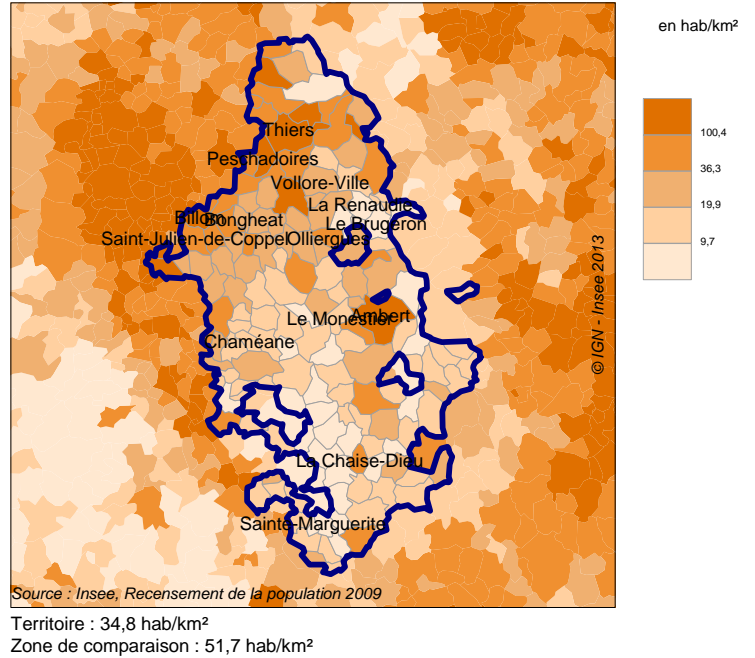 en hab/km²
100,4
36,3
19,9
9,7
Thiers
Peschadoires
Vollore-Ville
La Renaudie
Le Brugeron
Billom
Bongheat
Saint-Julien-de-Coppel
Olliergues
Le Monestier
Ambert
Chaméane
La Chaise-Dieu
Sainte-Marguerite
© IGN - Insee 2013
Source : Insee, Recensement de la population 2009
Territoire : 34,8 hab/km²
Zone de comparaison : 51,7 hab/km²